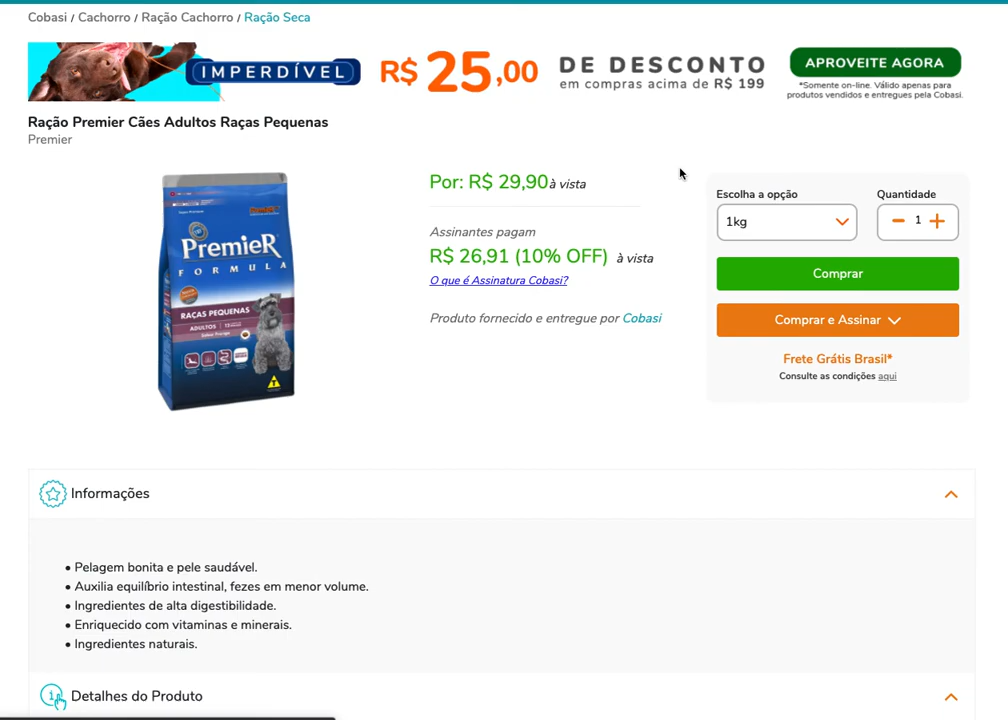 Cobasi / Cachorro / Ração Cachorro / Ração Seca
IMPERDÍVEL
R$ 25,00
DE DESCONTO
em compras acima de R$ 199
APROVEITE AGORA
*Somente on-line. Válido apenas para
produtos vendidos e entregues pela Cobasi.
Ração Premier Cães Adultos Raças Pequenas
Premier
PremieR
FORMULA
RAÇAS PEQUENAS
ADULTOS
Por: R$ 29,90 à vista
Assinantes pagam
R$ 26,91 (10% OFF) à vista
O que é Assinatura Cobasi?
Produto fornecido e entregue por Cobasi
Escolha a opção
Quantidade
1kg
1
Comprar
Comprar e Assinar
Frete Grátis Brasil*
Consulte as condições aqui
Informações
• Pelagem bonita e pele saudável.
• Auxilia equilíbrio intestinal, fezes em menor volume.
• Ingredientes de alta digestibilidade.
• Enriquecido com vitaminas e minerais.
• Ingredientes naturais.
Detalhes do Produto